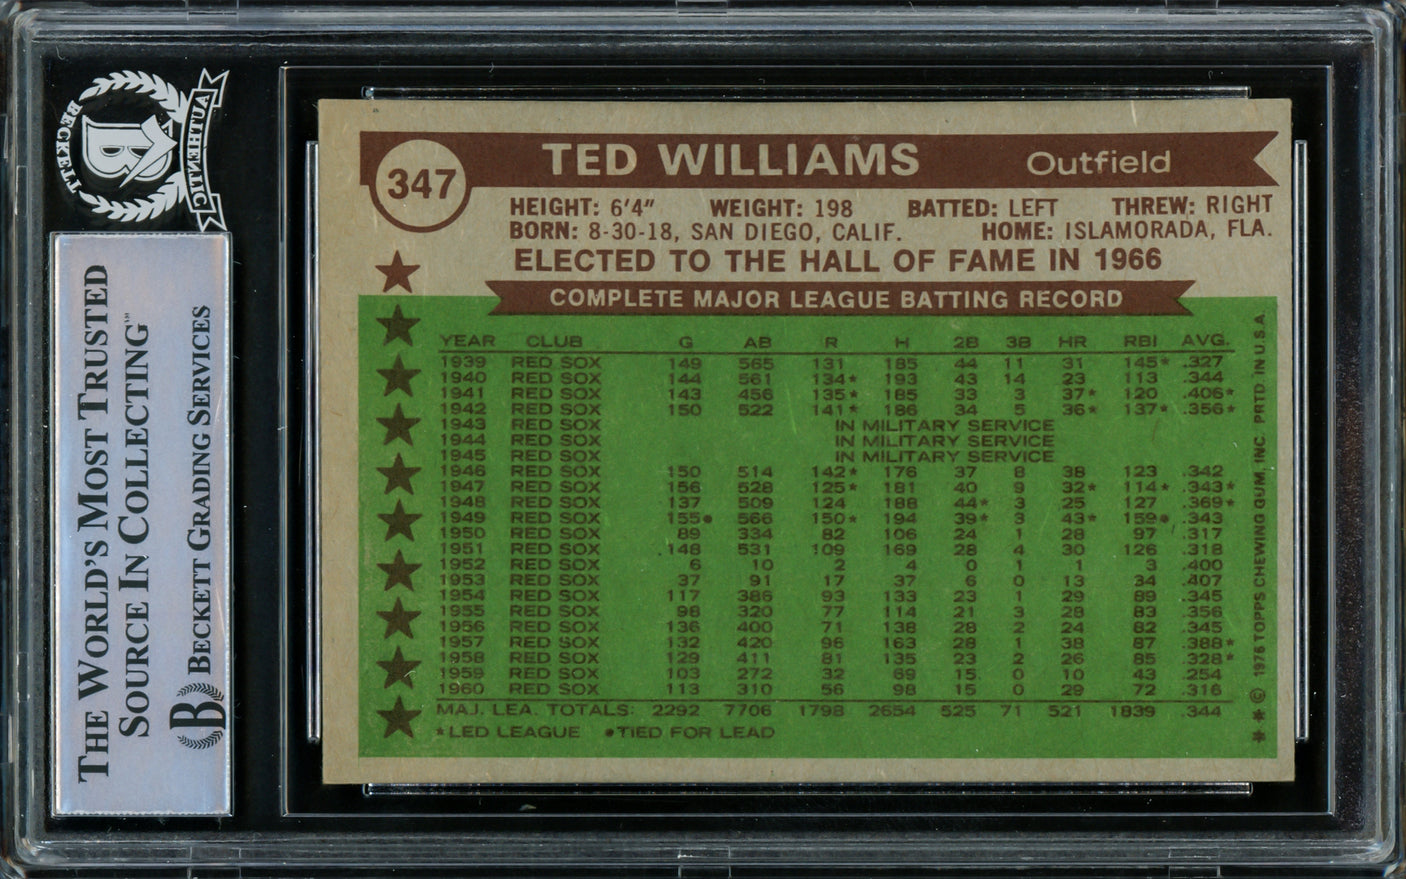 BECKETT
AUTHENTIC
B
THE WORLD'S MOST TRUSTED
SOURCE IN COLLECTING™
B BECKETT GRADING SERVICES
347
TED WILLIAMS Outfield
HEIGHT: 6'4" WEIGHT: 198 BATTED: LEFT THREW: RIGHT
BORN: 8-30-18, SAN DIEGO, CALIF. HOME: ISLAMORADA, FLA.
ELECTED TO THE HALL OF FAME IN 1966
COMPLETE MAJOR LEAGUE BATTING RECORD
YEAR CLUB G AB R H 2B 3B HR RBI AVG.
1939 RED SOX 149 565 131 185 44 11 31 145* .327
1940 RED SOX 144 561 134* 193 43 14 23 113 .344
1941 RED SOX 143 456 135* 185 33 3 37* 120 .406*
1942 RED SOX 150 522 141* 186 34 5 36* 137* .356*
1943 RED SOX IN MILITARY SERVICE
1944 RED SOX IN MILITARY SERVICE
1945 RED SOX IN MILITARY SERVICE
1946 RED SOX 150 514 142* 176 37 8 38 123 .342
1947 RED SOX 156 528 125* 181 40 9 32* 114* .343*
1948 RED SOX 137 509 124 188 44* 3 25 127 .369*
1949 RED SOX 155• 566 150* 194 39* 3 43* 159• .343
1950 RED SOX 89 334 82 106 24 1 28 97 .317
1951 RED SOX 148 531 109 169 28 4 30 126 .318
1952 RED SOX 6 10 2 4 0 1 1 3 .400
1953 RED SOX 37 91 17 37 6 0 13 34 .407
1954 RED SOX 117 386 93 133 23 1 29 89 .345
1955 RED SOX 98 320 77 114 21 3 28 83 .356
1956 RED SOX 136 400 71 138 28 2 24 82 .345
1957 RED SOX 132 420 96 163 28 1 38 87 .388*
1958 RED SOX 129 411 81 135 23 2 26 85 .328*
1959 RED SOX 103 272 32 69 15 0 10 43 .254
1960 RED SOX 113 310 56 98 15 0 29 72 .316
MAJ. LEA. TOTALS: 2292 7706 1798 2654 525 71 521 1839 .344
*LED LEAGUE •TIED FOR LEAD
** © 1976 TOPPS CHEWING GUM, INC. PRTD. IN U.S.A.